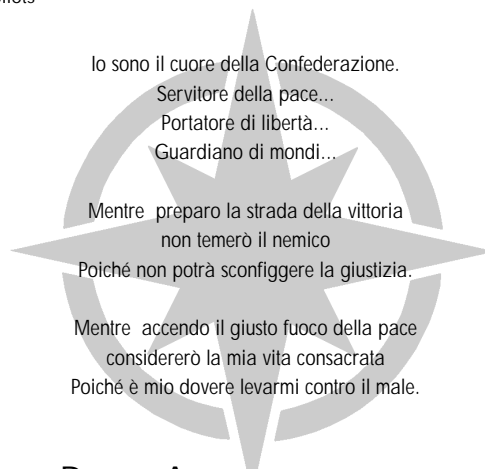 Io sono il cuore della Confederazione.
Servitore della pace...
Portatore di libertà...
Guardiano di mondi...
Mentre preparo la strada della vittoria
non temerò il nemico
Poiché non potrà sconfiggere la giustizia.
Mentre accendo il giusto fuoco della pace
considererò la mia vita consacrata
Poiché è mio dovere levarmi contro il male.